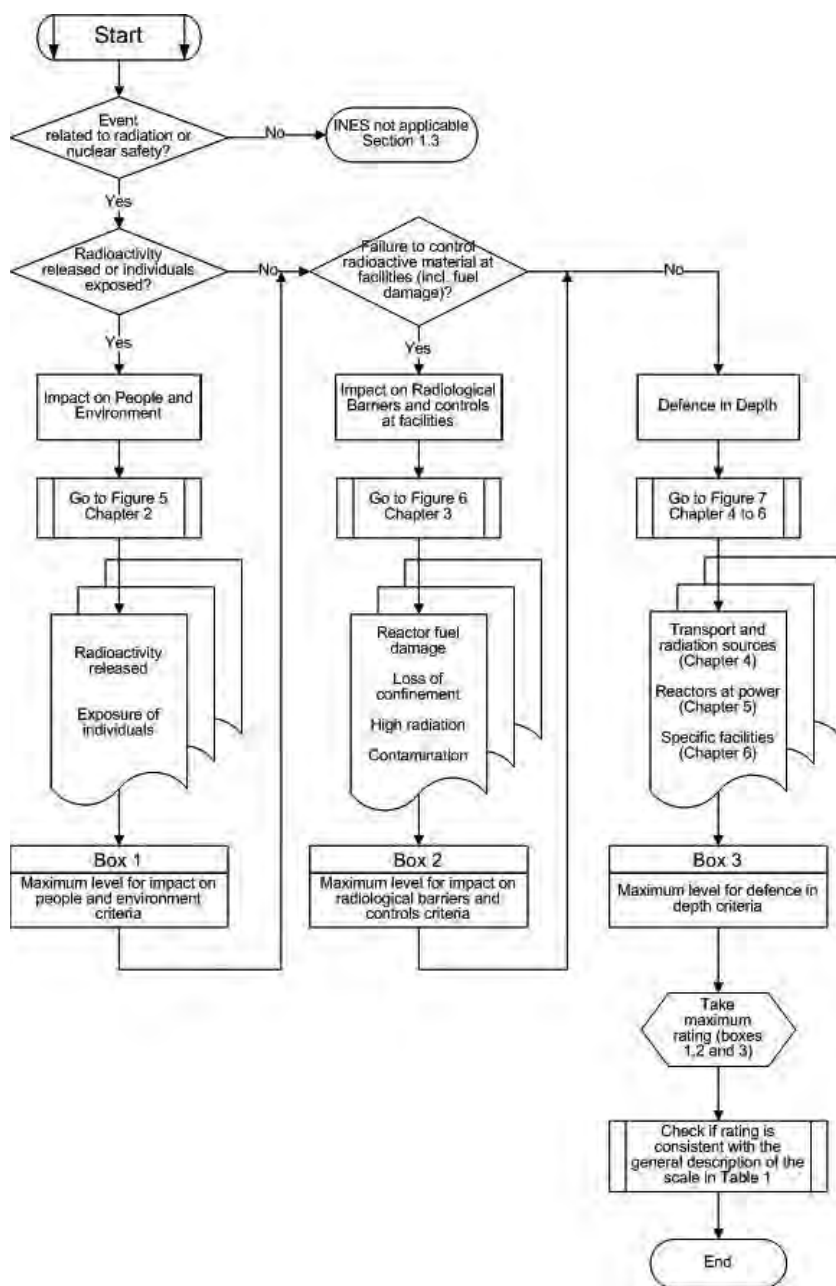 Start
Event
related to radiation or
nuclear safety?
No
INES not applicable
Section 1.3
Yes
Radioactivity
released or individuals
exposed?
No
Failure to control
radioactive material at
facilities (incl. fuel
damage)?
No
Yes
Yes
Impact on People and
Environment
Impact on Radiological
Barriers and controls
at facilities
Defence in Depth
Go to Figure 5
Chapter 2
Go to Figure 6
Chapter 3
Go to Figure 7
Chapter 4 to 6
Radioactivity
released
Exposure of
individuals
Reactor fuel
damage
Loss of
confinement
High radiation
Contamination
Transport and
radiation sources
(Chapter 4)
Reactors at power
(Chapter 5)
Specific facilities
(Chapter 6)
Box 1
Maximum level for impact on
people and environment
criteria
Box 2
Maximum level for impact on
radiological barriers and
controls criteria
Box 3
Maximum level for defence in
depth criteria
Take
maximum
rating (boxes
1,2 and 3)
Check if rating is
consistent with the
general description of the
scale in Table 1
End